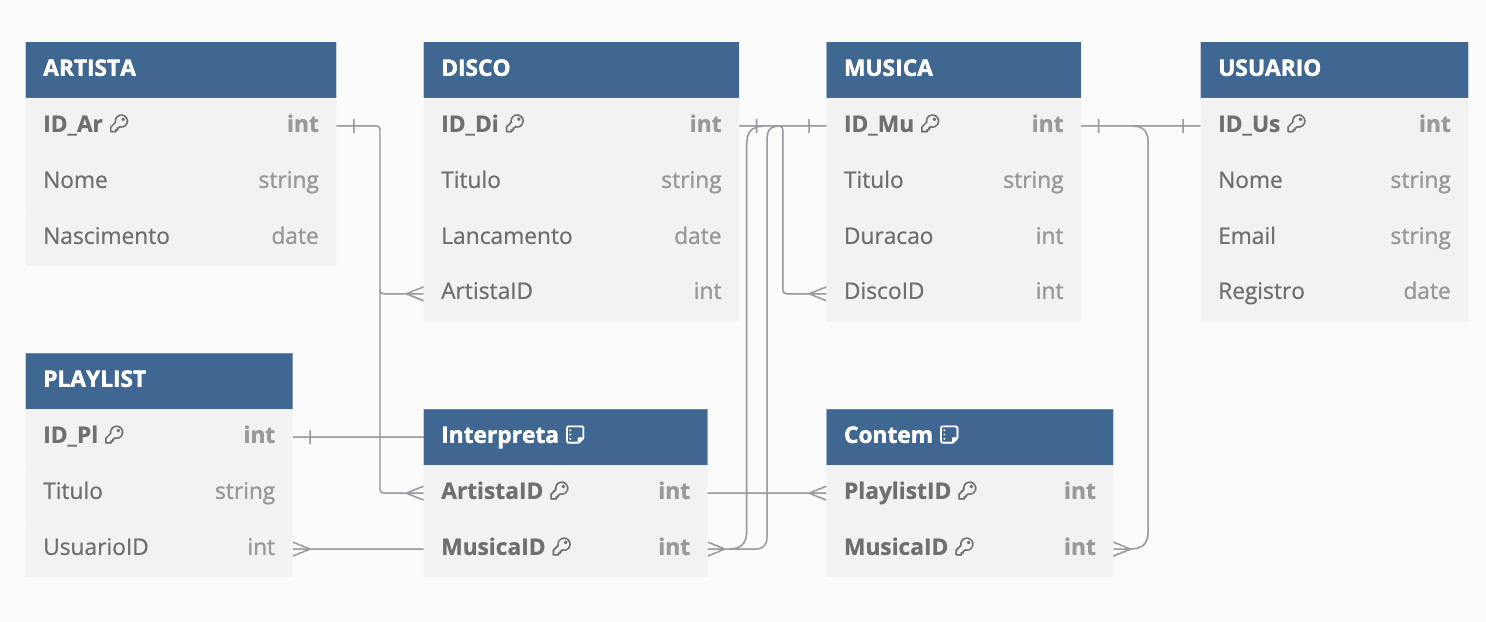 ARTISTA
ID_Ar int
Nome string
Nascimento date
DISCO
ID_Di int
Titulo string
Lancamento date
ArtistaID int
MUSICA
ID_Mu int
Titulo string
Duracao int
DiscoID int
USUARIO
ID_Us int
Nome string
Email string
Registro date
PLAYLIST
ID_Pl int
Titulo string
UsuarioID int
Interpreta
ArtistaID int
MusicaID int
Contem
PlaylistID int
MusicaID int